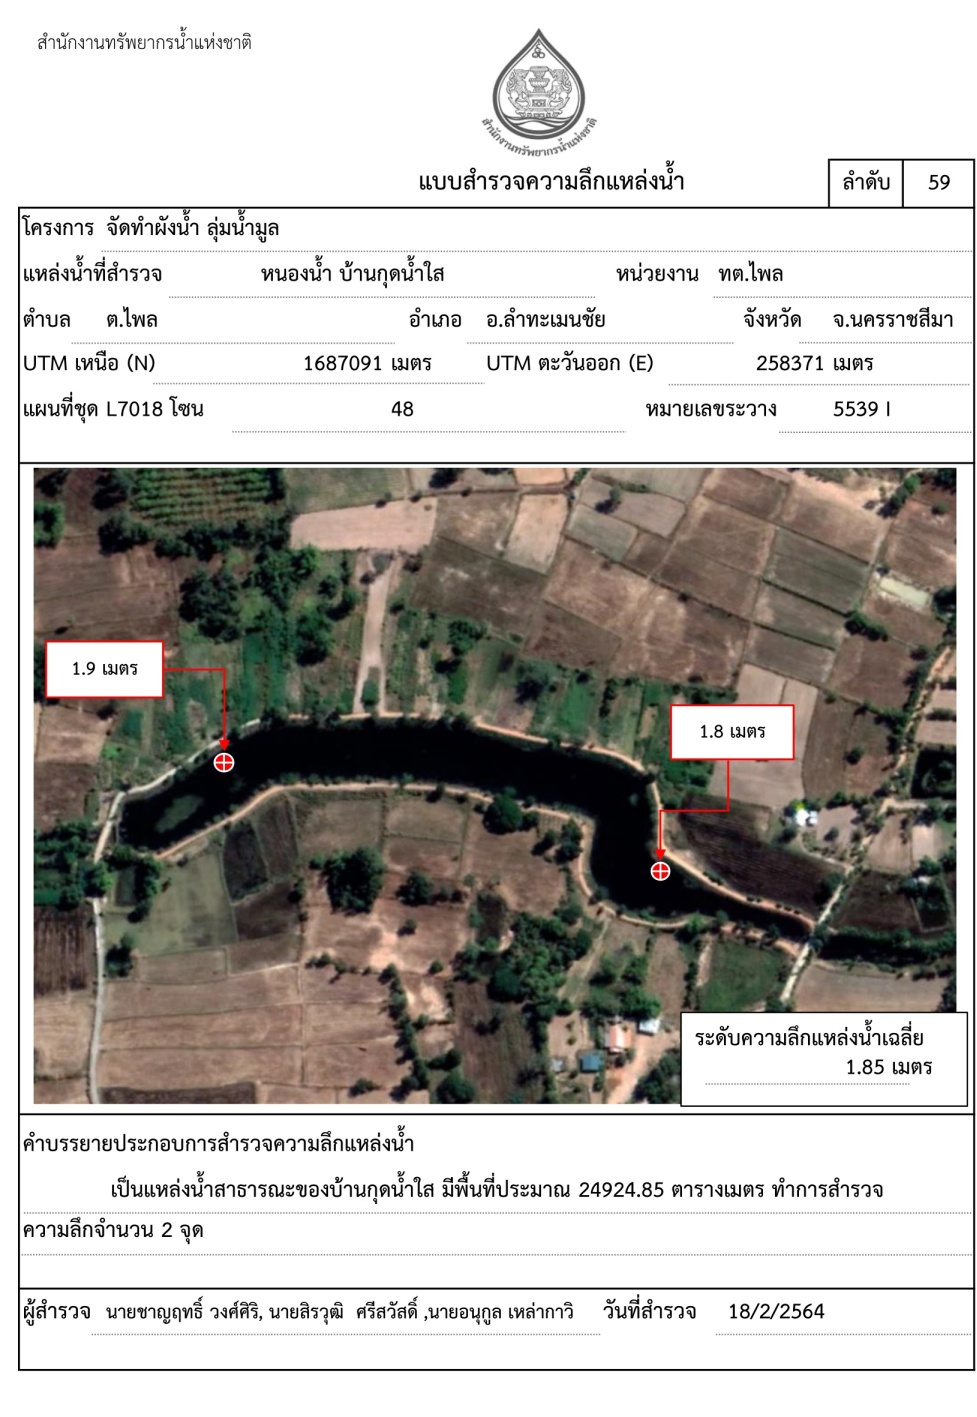 สำนักงานทรัพยากรน้ำแห่งชาติ
สำนักงานทรัพยากรน้ำแห่งชาติ
แบบสำรวจความลึกแหล่งน้ำ
ลำดับ 59
โครงการ จัดทำผังน้ำ ลุ่มน้ำมูล
แหล่งน้ำที่สำรวจ หนองน้ำ บ้านกุดน้ำใส หน่วยงาน ทต.ไพล
ตำบล ต.ไพล อำเภอ อ.ลำทะเมนชัย จังหวัด จ.นครราชสีมา
UTM เหนือ (N) 1687091 เมตร UTM ตะวันออก (E) 258371 เมตร
แผนที่ชุด L7018 โซน 48 หมายเลขระวาง 5539 I
1.9 เมตร
1.8 เมตร
ระดับความลึกแหล่งน้ำเฉลี่ย
1.85 เมตร
คำบรรยายประกอบการสำรวจความลึกแหล่งน้ำ
เป็นแหล่งน้ำสาธารณะของบ้านกุดน้ำใส มีพื้นที่ประมาณ 24924.85 ตารางเมตร ทำการสำรวจ
ความลึกจำนวน 2 จุด
ผู้สำรวจ นายชาญฤทธิ์ วงศ์ศิริ, นายสิรวุฒิ ศรีสวัสดิ์ ,นายอนุกูล เหล่ากาวิ วันที่สำรวจ 18/2/2564